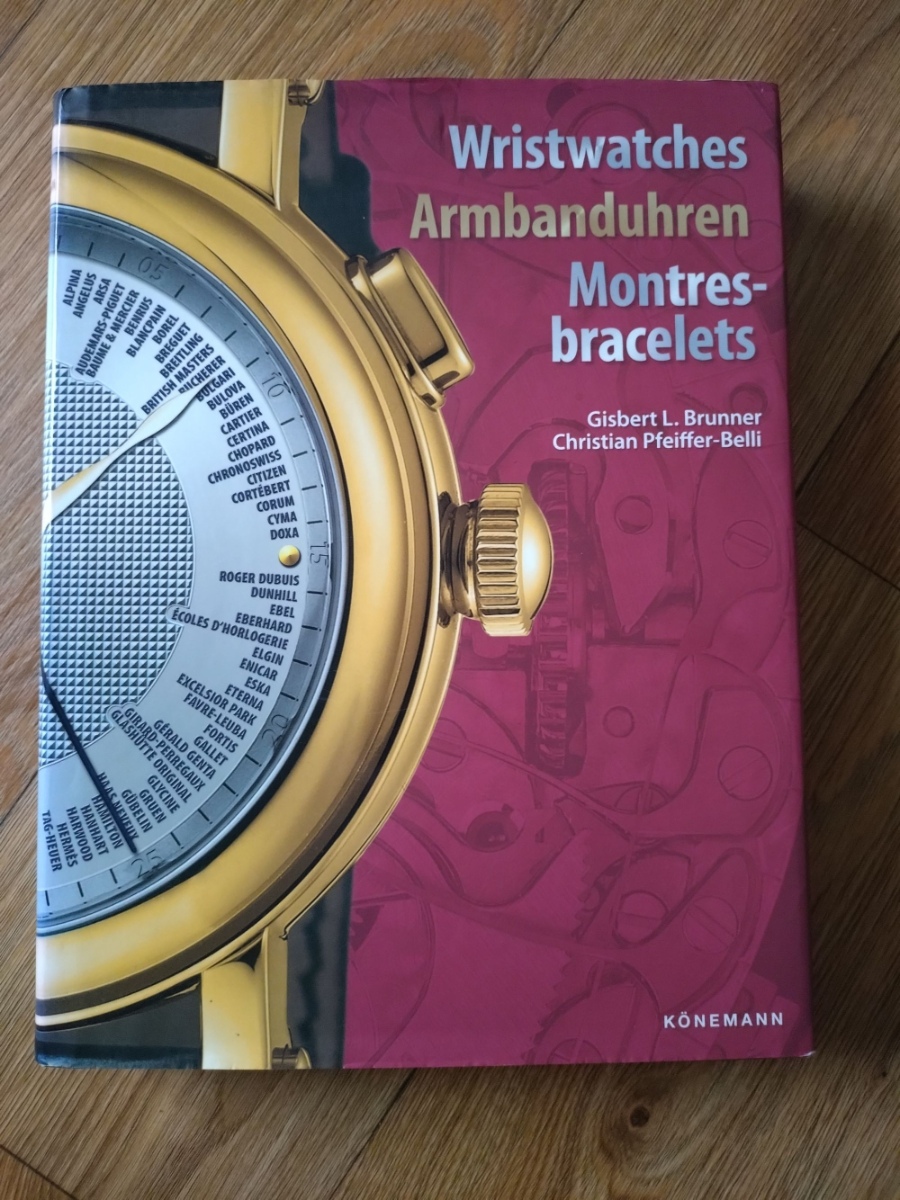 Wristwatches
Armbanduhren
Montres-
bracelets
Gisbert L. Brunner
Christian Pfeiffer-Belli
05
ALPINA
ANGELUS
ARSA
AUDEMARS-PIGUET
BAUME & MERCIER
BENRUS
BLANCPAIN
BOREL
BREGUET
BREITLING
BRITISH MASTERS
BUCHERER
BULGARI
10
BULOVA
BÜREN
CARTIER
CERTINA
CHOPARD
CHRONOSWISS
CITIZEN
CORTÉBERT
CORUM
CYMA
DOXA
15
ROGER DUBUIS
DUNHILL
EBEL
EBERHARD
ÉCOLES D'HORLOGERIE
ELGIN
ENICAR
ESKA
ETERNA
EXCELSIOR PARK
FAVRE-LEUBA
20
FORTIS
GALLET
GÉRALD GENTA
GIRARD-PERREGAUX
GLASHÜTTE ORIGINAL
GLYCINE
GRUEN
GÜBELIN
HAAS NEVEUX
HAMILTON
HANHART
HARWOOD
HERMÈS
TAG-HEUER
25
KÖNEMANN